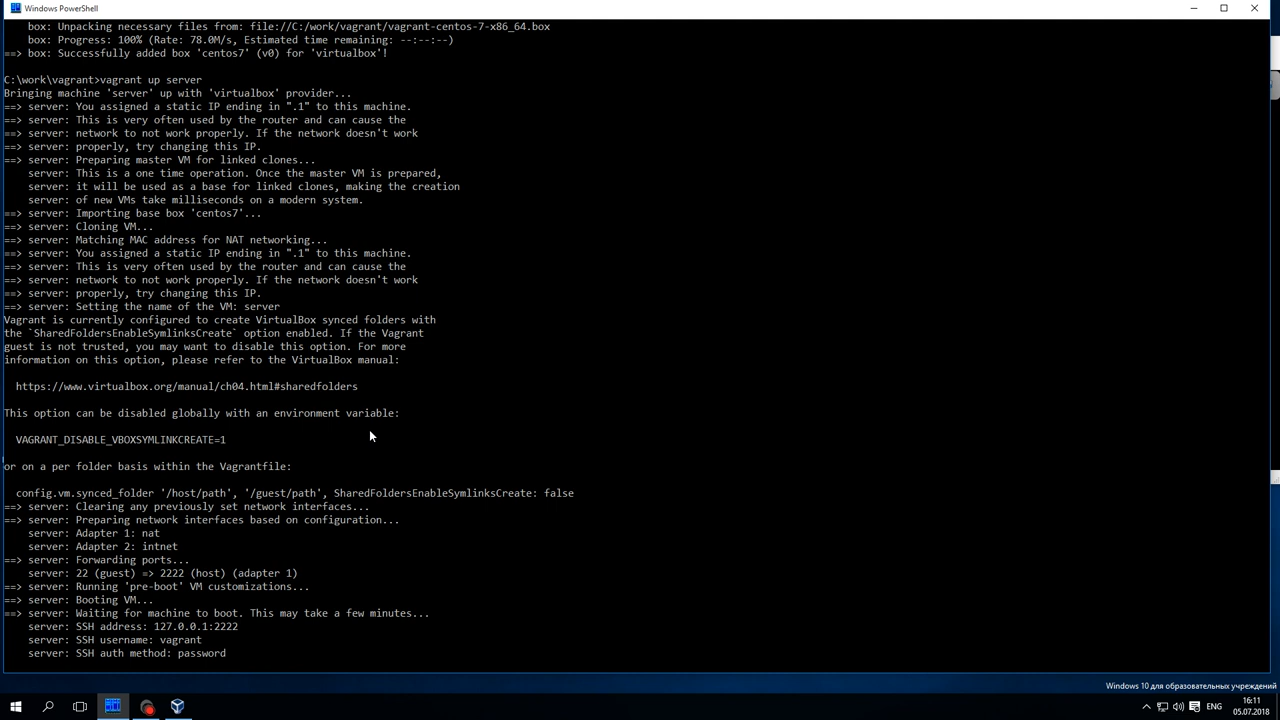 Windows PowerShell
box: Unpacking necessary files from: file://C:/work/vagrant/vagrant-centos-7-x86_64.box
box: Progress: 100% (Rate: 78.0M/s, Estimated time remaining: --:--:--)
==> box: Successfully added box 'centos7' (v0) for 'virtualbox'!
C:\work\vagrant>vagrant up server
Bringing machine 'server' up with 'virtualbox' provider...
==> server: You assigned a static IP ending in ".1" to this machine.
==> server: This is very often used by the router and can cause the
==> server: network to not work properly. If the network doesn't work
==> server: properly, try changing this IP.
==> server: Preparing master VM for linked clones...
server: This is a one time operation. Once the master VM is prepared,
server: it will be used as a base for linked clones, making the creation
server: of new VMs take milliseconds on a modern system.
==> server: Importing base box 'centos7'...
==> server: Cloning VM...
==> server: Matching MAC address for NAT networking...
==> server: You assigned a static IP ending in ".1" to this machine.
==> server: This is very often used by the router and can cause the
==> server: network to not work properly. If the network doesn't work
==> server: properly, try changing this IP.
==> server: Setting the name of the VM: server
Vagrant is currently configured to create VirtualBox synced folders with
the `SharedFoldersEnableSymlinksCreate` option enabled. If the Vagrant
guest is not trusted, you may want to disable this option. For more
information on this option, please refer to the VirtualBox manual:
https://www.virtualbox.org/manual/ch04.html#sharedfolders
This option can be disabled globally with an environment variable:
VAGRANT_DISABLE_VBOXSYMLINKCREATE=1
or on a per folder basis within the Vagrantfile:
config.vm.synced_folder '/host/path', '/guest/path', SharedFoldersEnableSymlinksCreate: false
==> server: Clearing any previously set network interfaces...
==> server: Preparing network interfaces based on configuration...
server: Adapter 1: nat
server: Adapter 2: intnet
==> server: Forwarding ports...
server: 22 (guest) => 2222 (host) (adapter 1)
==> server: Running 'pre-boot' VM customizations...
==> server: Booting VM...
==> server: Waiting for machine to boot. This may take a few minutes...
server: SSH address: 127.0.0.1:2222
server: SSH username: vagrant
server: SSH auth method: password
Windows 10 для образовательных учреждений
ENG
16:11
05.07.2018